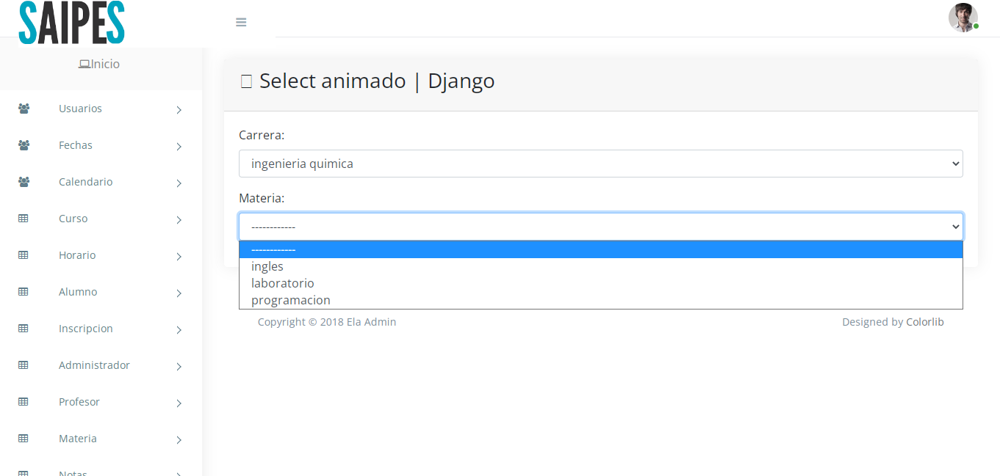 SAIPES
Inicio
Usuarios
Fechas
Calendario
Curso
Horario
Alumno
Inscripcion
Administrador
Profesor
Materia
Notas
Select animado | Django
Carrera:
ingenieria quimica
Materia:
------------
------------
ingles
laboratorio
programacion
Copyright © 2018 Ela Admin
Designed by Colorlib